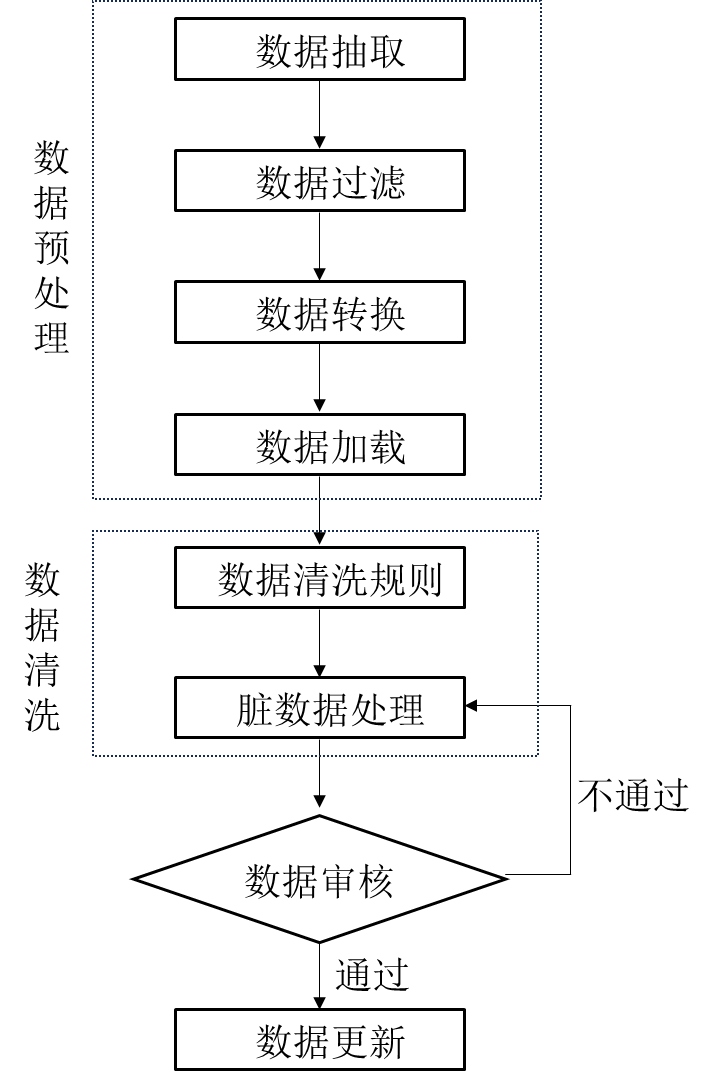 数据预处理
数据抽取
数据过滤
数据转换
数据加载
数据清洗
数据清洗规则
脏数据处理
不通过
数据审核
通过
数据更新